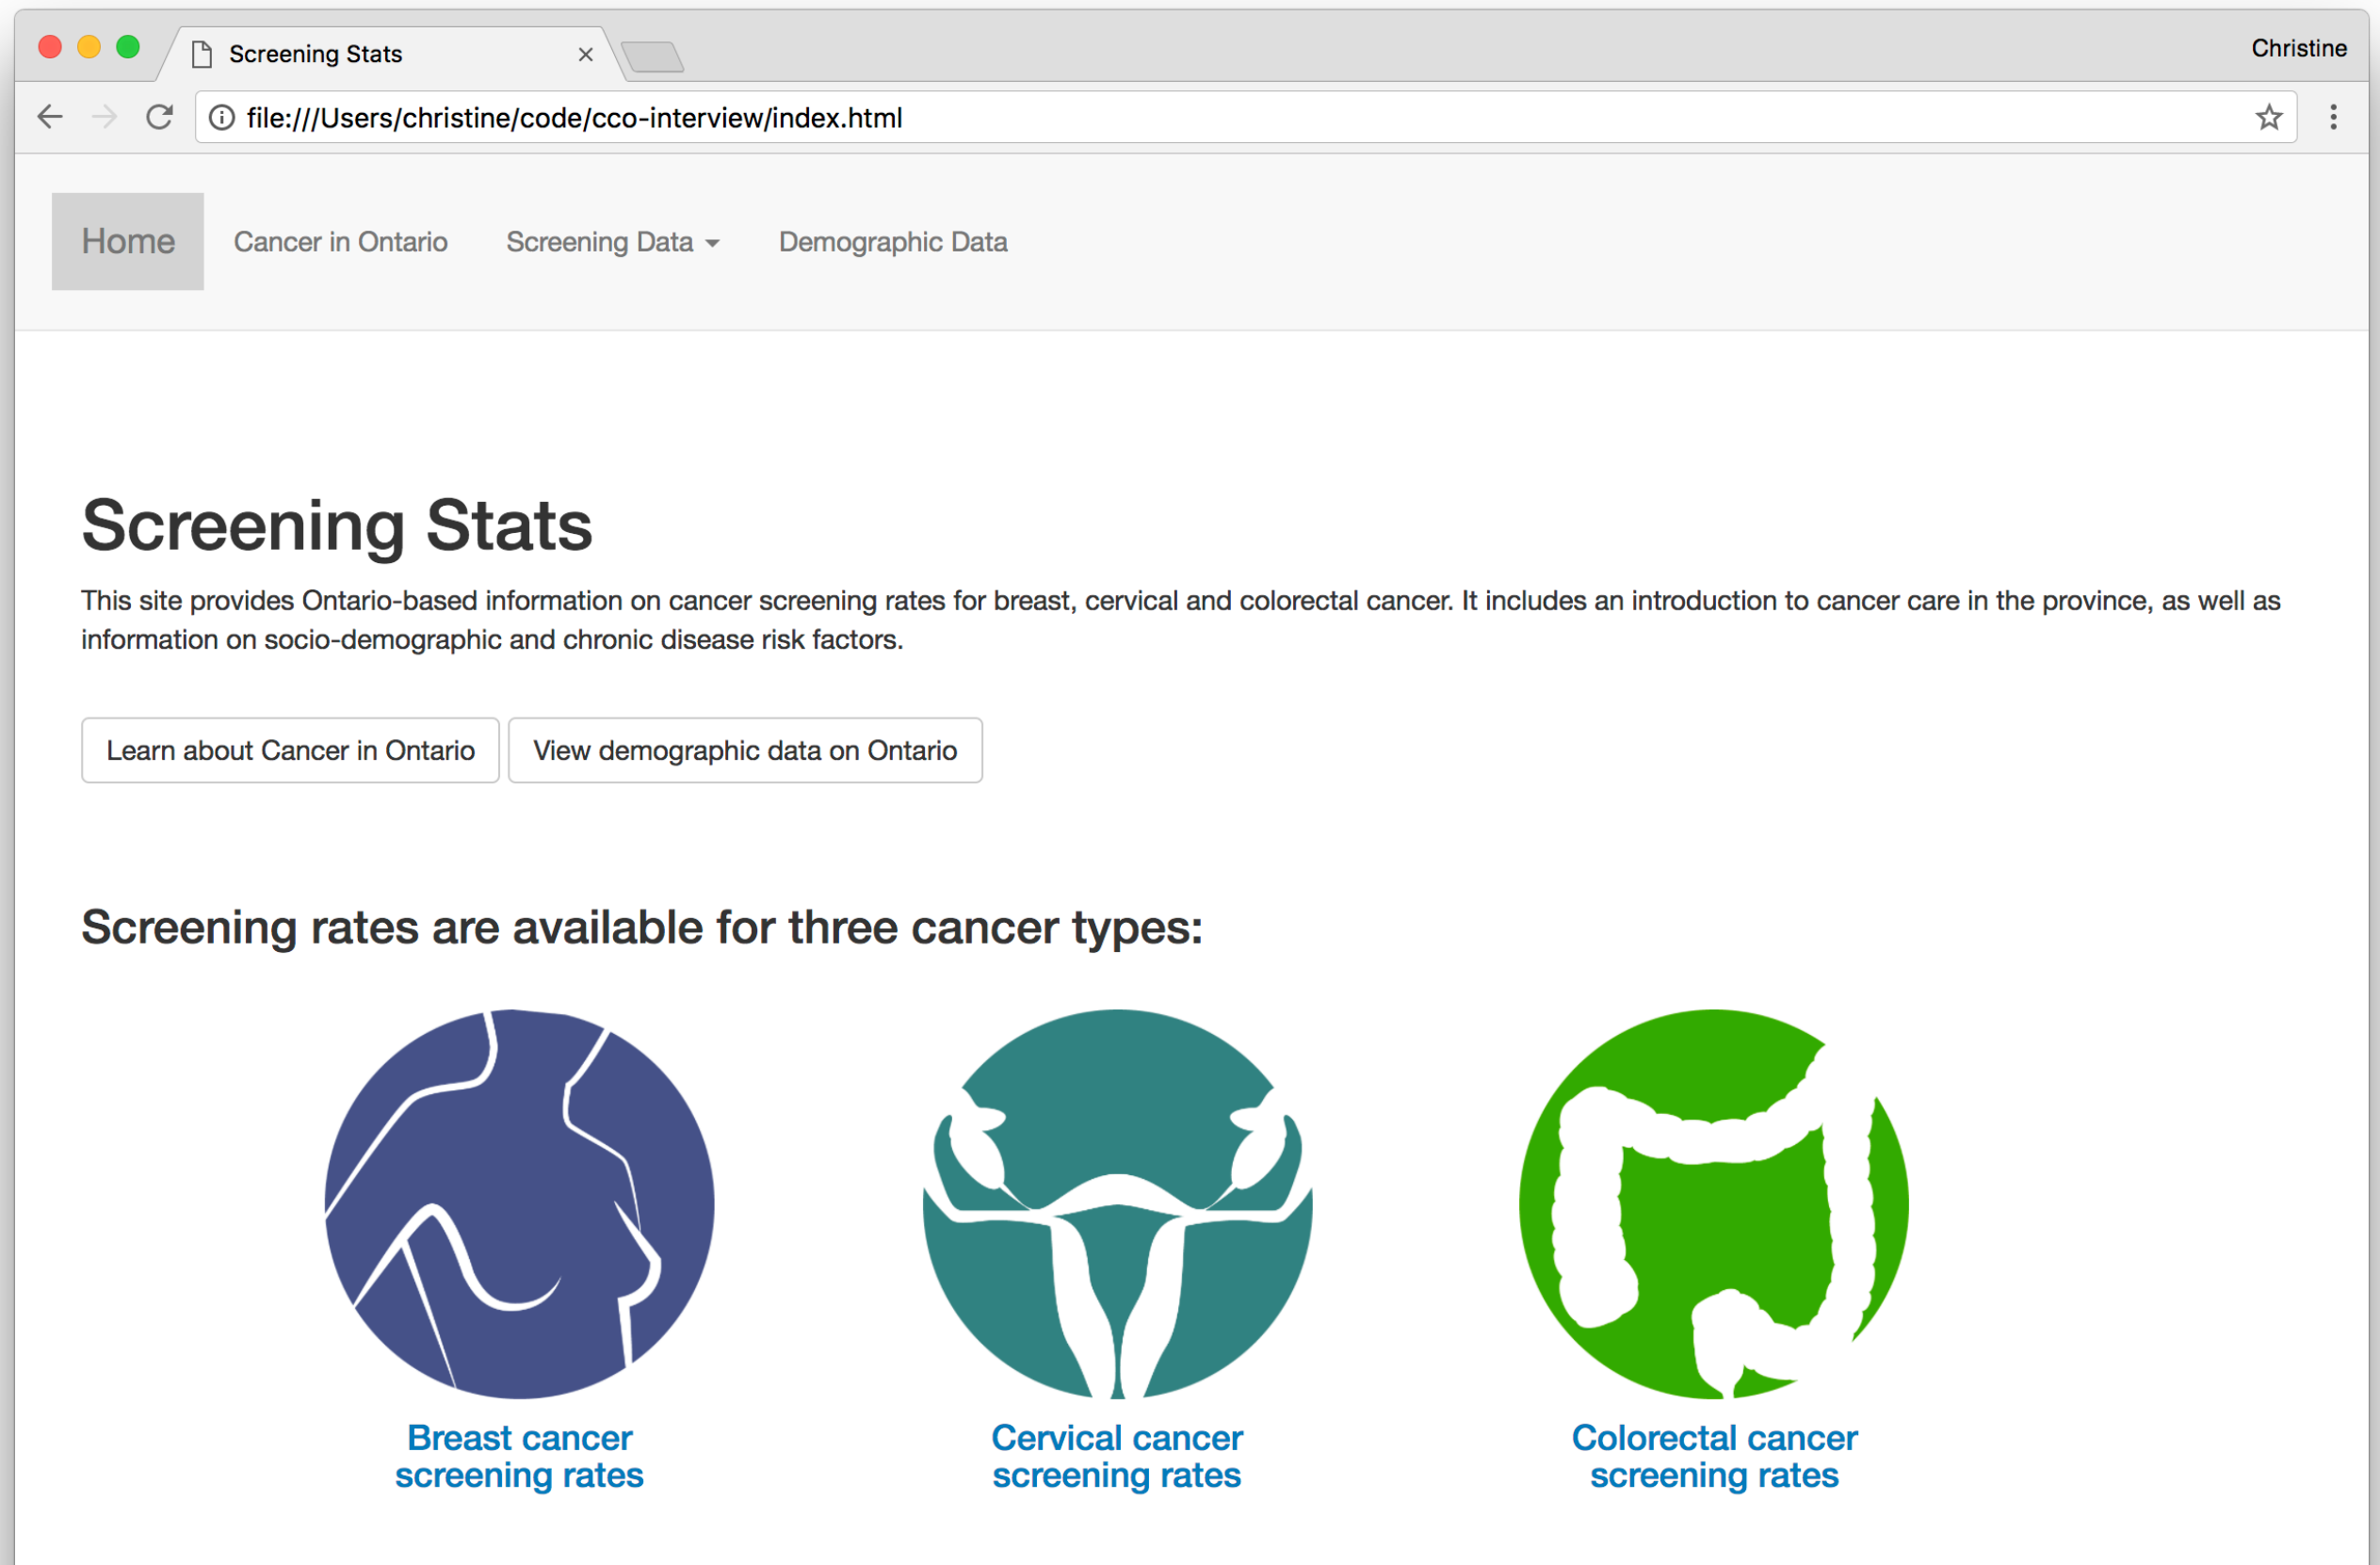 Screening Stats
Christine
file:///Users/christine/code/cco-interview/index.html
Home Cancer in Ontario Screening Data Demographic Data
Screening Stats
This site provides Ontario-based information on cancer screening rates for breast, cervical and colorectal cancer. It includes an introduction to cancer care in the province, as well as
information on socio-demographic and chronic disease risk factors.
Learn about Cancer in Ontario View demographic data on Ontario
Screening rates are available for three cancer types:
Breast cancer
screening rates
Cervical cancer
screening rates
Colorectal cancer
screening rates